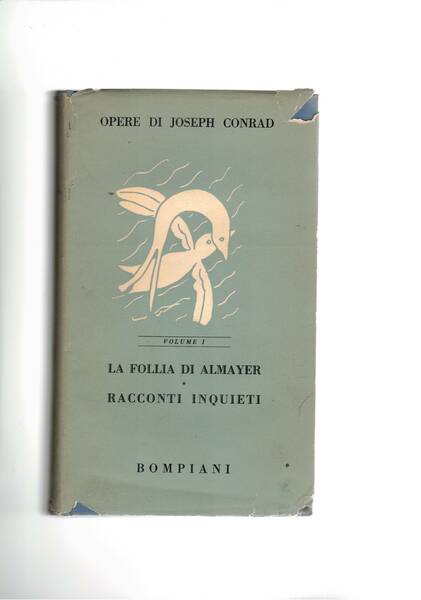 OPERE DI JOSEPH CONRAD
VOLUME I
LA FOLLIA DI ALMAYER
*
RACCONTI INQUIETI
BOMPIANI